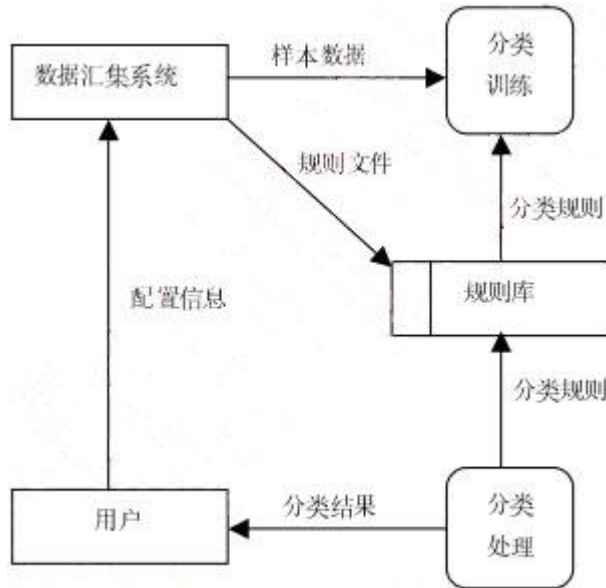 样本数据
分类
训练
数据汇集系统
规则文件
分类规则
规则库
配置信息
分类规则
用户
分类结果
分类
处理